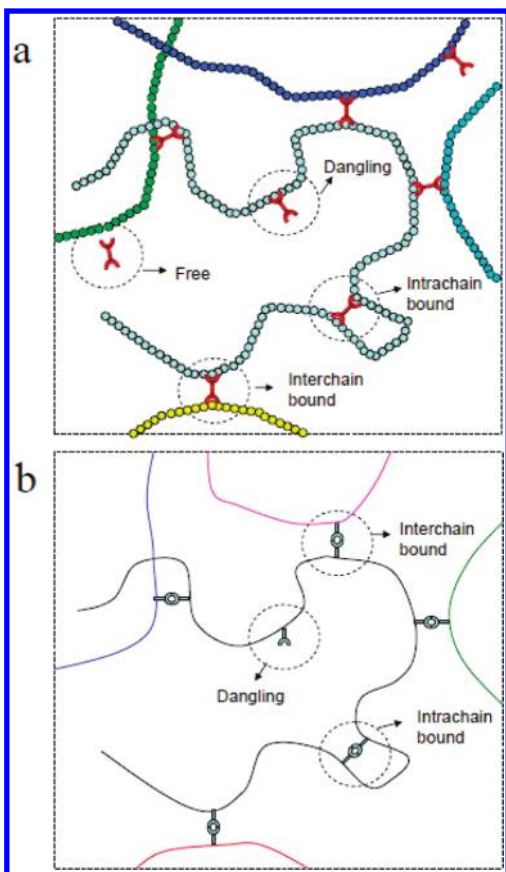 a
Dangling
Free
Intrachain
bound
Interchain
bound
b
Interchain
bound
Dangling
Intrachain
bound